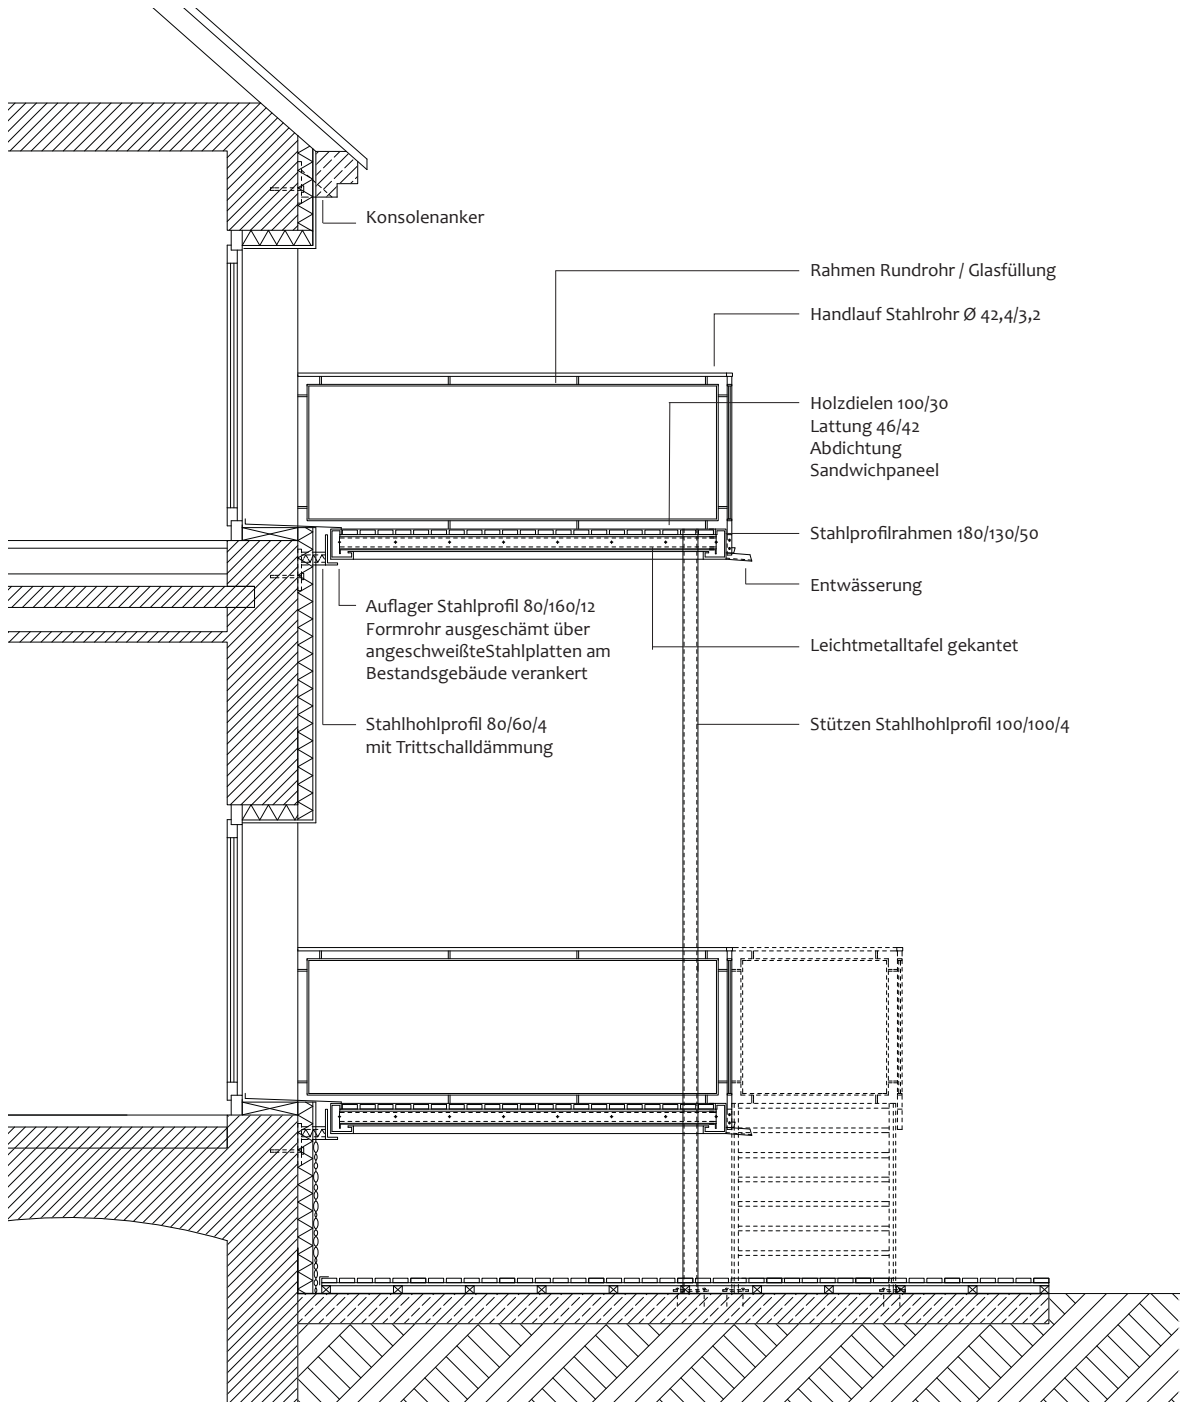 Konsolenanker
Rahmen Rundrohr / Glasfüllung
Handlauf Stahlrohr Ø 42,4/3,2
Holzdielen 100/30
Lattung 46/42
Abdichtung
Sandwichpaneel
Stahlprofilrahmen 180/130/50
Entwässerung
Auflager Stahlprofil 80/160/12
Formrohr ausgeschämt über
angeschweißteStahlplatten am
Bestandsgebäude verankert
Leichtmetalltafel gekantet
Stahlhohlprofil 80/60/4
mit Trittschalldämmung
Stützen Stahlhohlprofil 100/100/4